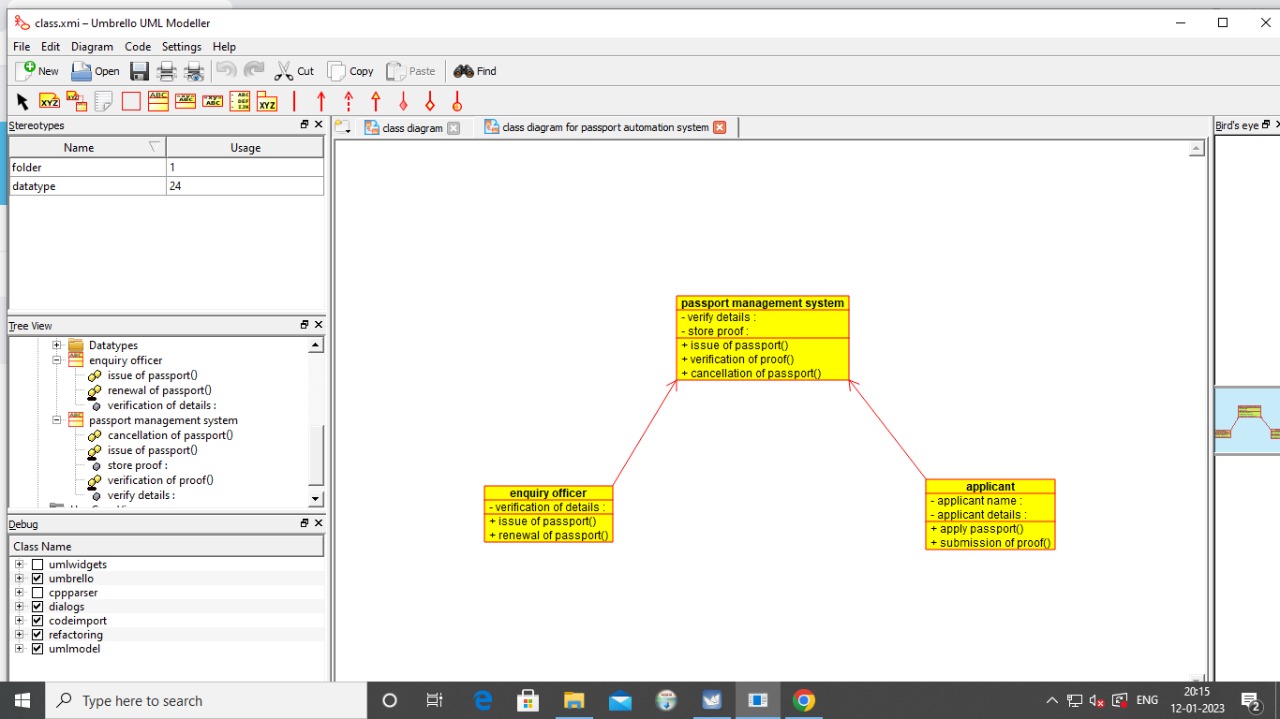 class.xmi – Umbrello UML Modeller
File Edit Diagram Code Settings Help
New Open Cut Copy Paste Find
XYZ ABC ABC XYZ
Stereotypes
class diagram
class diagram for passport automation system
Bird's eye
Name Usage
folder 1
datatype 24
Tree View
Datatypes
enquiry officer
issue of passport()
renewal of passport()
verification of details :
passport management system
cancellation of passport()
issue of passport()
store proof :
verification of proof()
verify details :
passport management system
- verify details :
- store proof :
+ issue of passport()
+ verification of proof()
+ cancellation of passport()
enquiry officer
- verification of details :
+ issue of passport()
+ renewal of passport()
applicant
- applicant name :
- applicant details :
+ apply passport()
+ submission of proof()
Debug
Class Name
umlwidgets
umbrello
cppparser
dialogs
codeimport
refactoring
umlmodel
Type here to search
ENG
20:15
12-01-2023
2